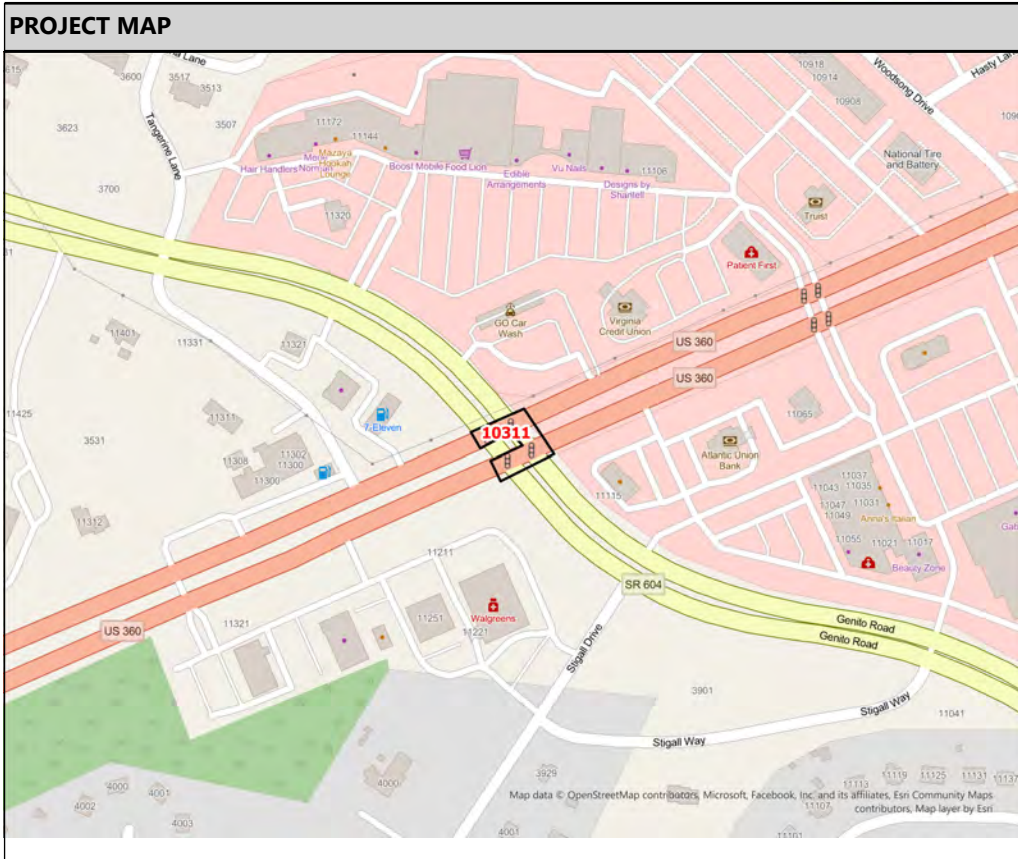 PROJECT MAP
3600
3517
3513
10918
10914
Woodsong Drive
Hasty Lane
3623
Tangerine Lane
3507
10908
11172
11144
Mazaya
Hookah
Lounge
Hair Handlers
Boost Mobile
Food Lion
Edible
Arrangements
Vu Nails
11106
Designs by
Shantell
National Tire
and Battery
3700
11320
Truist
Patient First
GO Car
Wash
Virginia
Credit Union
US 360
US 360
11401
11331
11321
11425
11311
7-Eleven
3531
10311
11065
Atlantic Union
Bank
11308
11302
11300
11300
11115
11037
11043
11035
11047
11031
11049
Anna's Italian
11055
11021
11017
Beauty Zone
11312
11211
SR 604
US 360
11321
11251
Walgreens
11221
Stigall Drive
Genito Road
Genito Road
3901
Stigall Way
11041
Stigall Way
3929
4000
4000
4001
4002
4003
4001
11113
11119
11125
11131
11137
11107
11101
Map data © OpenStreetMap contributors, Microsoft, Facebook, Inc. and its affiliates, Esri Community Maps
contributors, Map layer by Esri